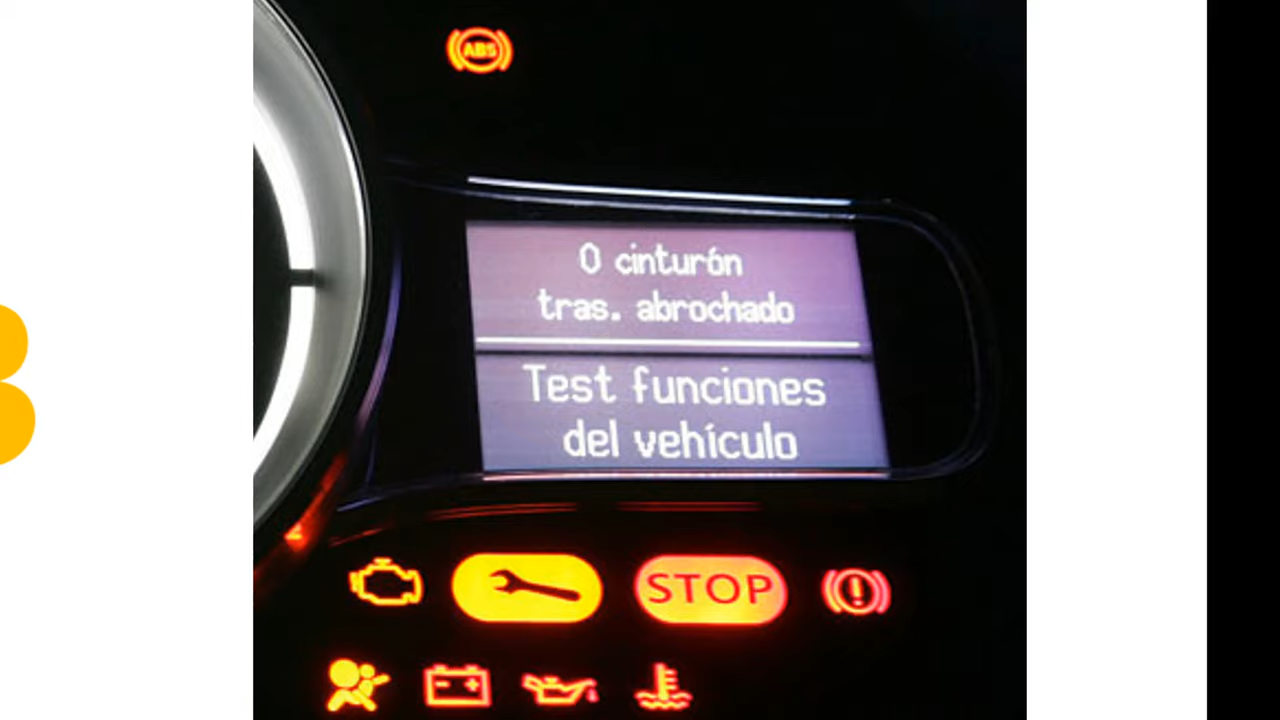 ABS
0 cinturón
tras. abrochado
Test funciones
del vehículo
STOP